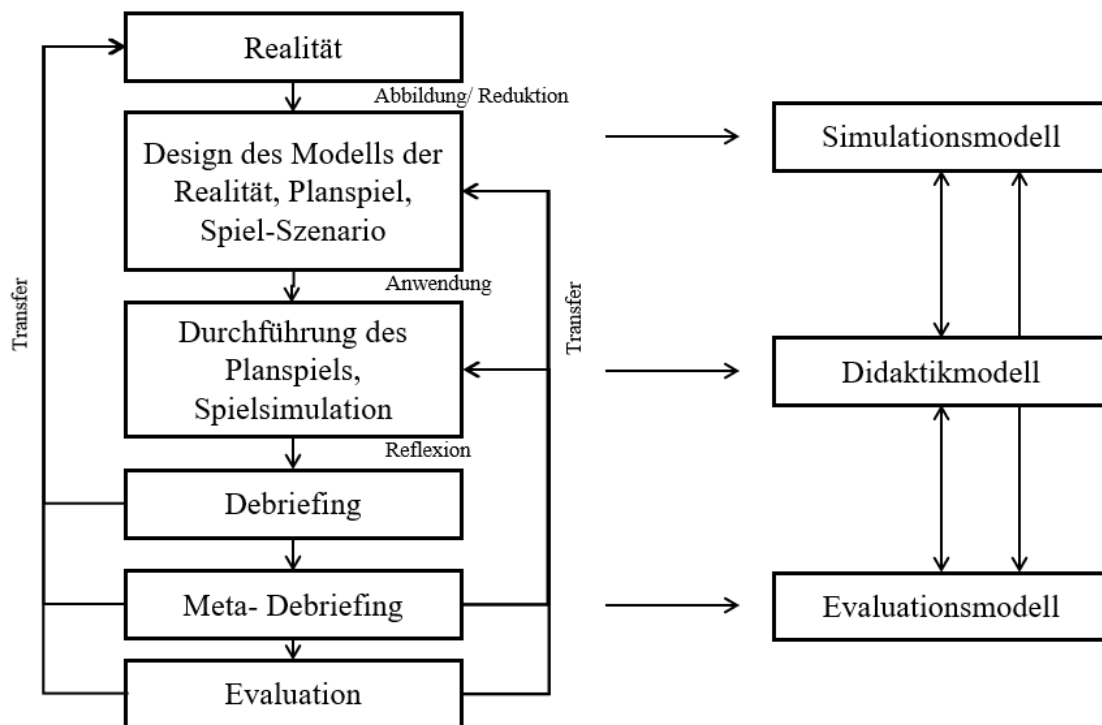 Realität
Abbildung/ Reduktion
Design des Modells der
Realität, Planspiel,
Spiel-Szenario
Anwendung
Durchführung des
Planspiels,
Spielsimulation
Reflexion
Debriefing
Meta- Debriefing
Evaluation
Transfer
Transfer
Simulationsmodell
Didaktikmodell
Evaluationsmodell